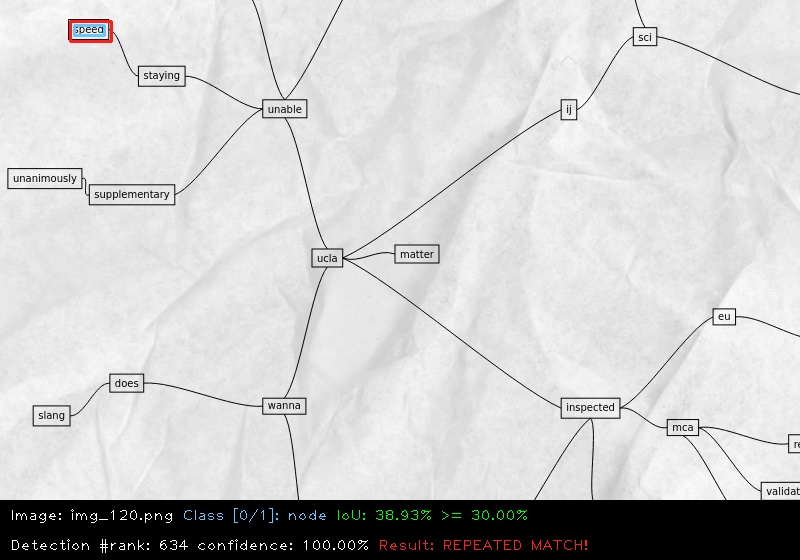 speed
sci
staying
unable
ij
unanimously
supplementary
ucla
matter
eu
does
slang
wanna
inspected
mca
re
validat
Image: img_120.png Class [0/1]: node IoU: 38.93% >= 30.00%
Detection #rank: 634 confidence: 100.00% Result: REPEATED MATCH!